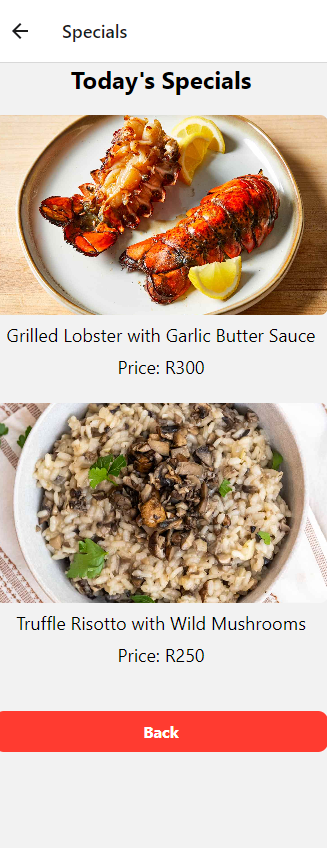 Specials
Today's Specials
Grilled Lobster with Garlic Butter Sauce
Price: R300
Truffle Risotto with Wild Mushrooms
Price: R250
Back